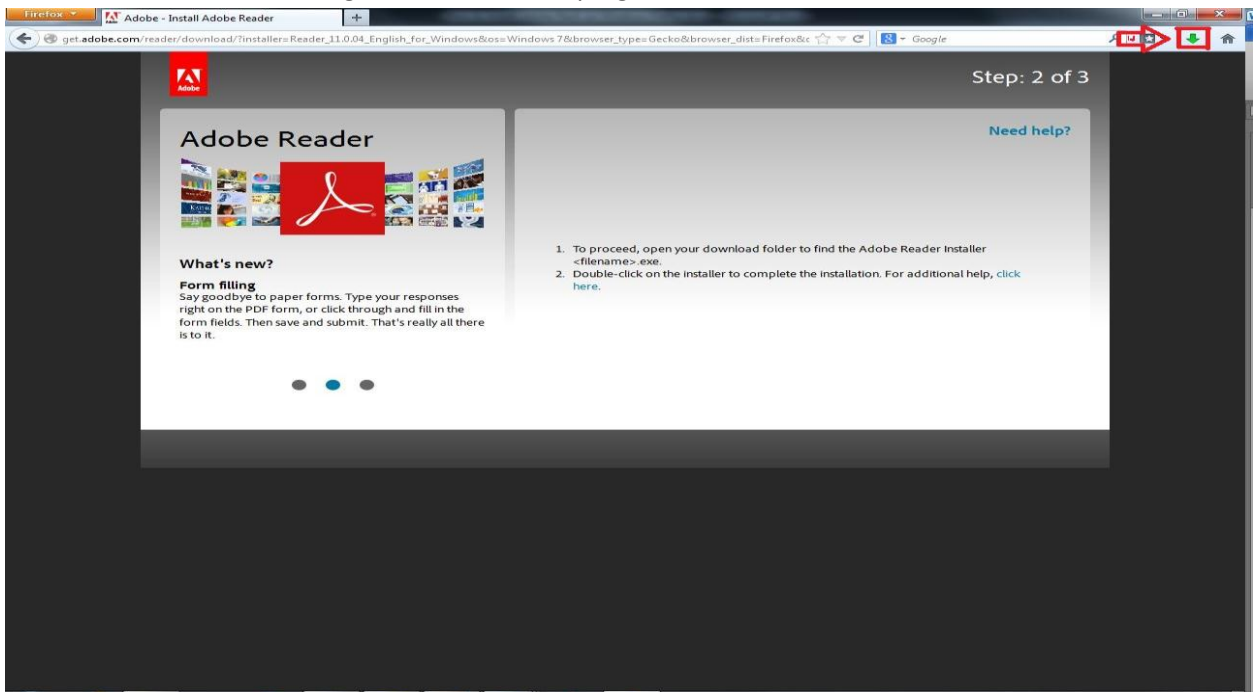 Firefox
Adobe - Install Adobe Reader
+
get.adobe.com/reader/download/?installer=Reader_11.0.04_English_for_Windows&os=Windows 7&browser_type=Gecko&browser_dist=Firefox&c
Google
Adobe
Step: 2 of 3
Adobe Reader
Need help?
What's new?
Form filling
Say goodbye to paper forms. Type your responses
right on the PDF form, or click through and fill in the
form fields. Then save and submit. That's really all there
is to it.
1. To proceed, open your download folder to find the Adobe Reader Installer
<filename>.exe.
2. Double-click on the installer to complete the installation. For additional help, click
here.